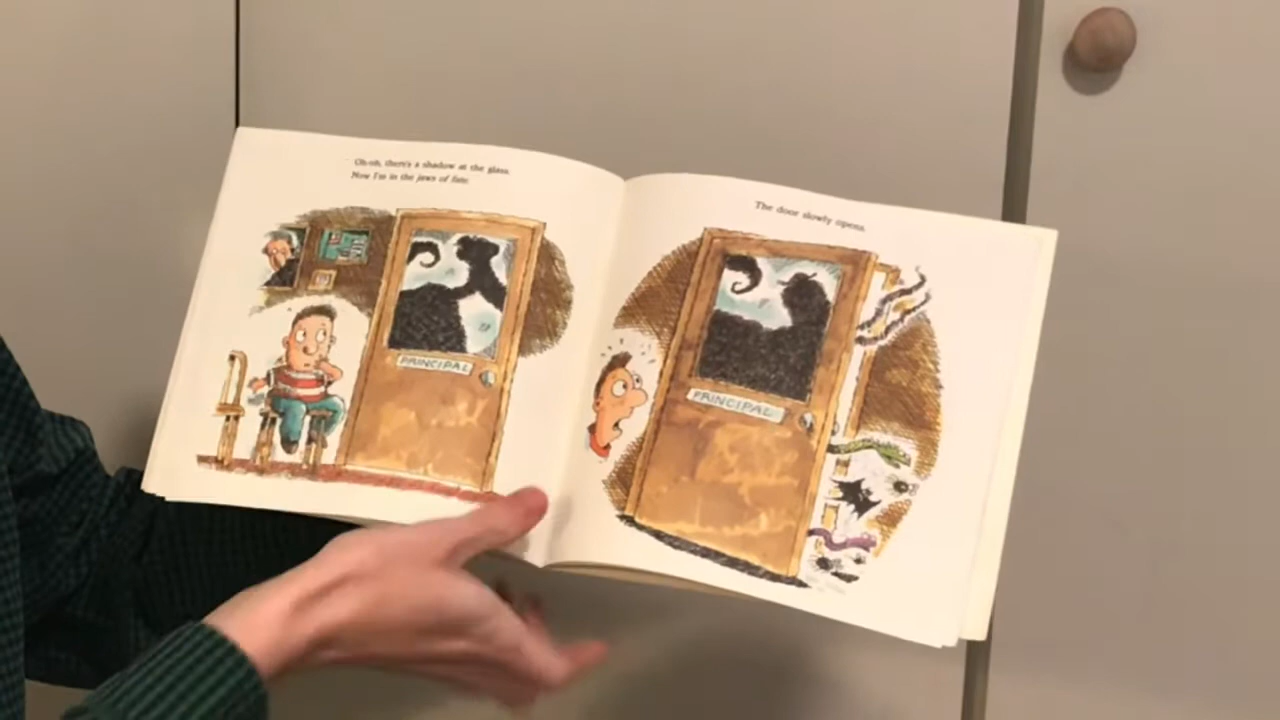 Oh-oh, there's a shadow at the glass.
Now I'm in the jaws of fate.
PRINCIPAL
The door slowly opens.
PRINCIPAL